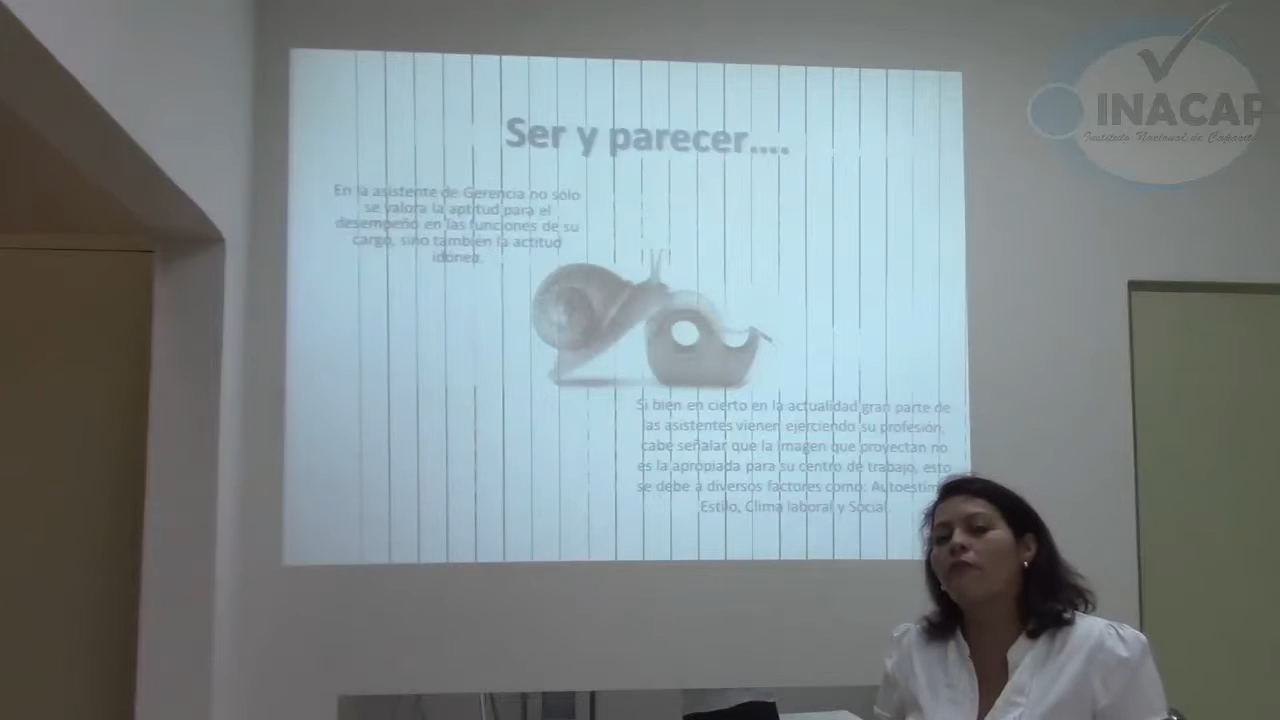 INACAP
Instituto Nacional de
Ser y parecer....
En la asistente de Gerencia no solo
se valora la aptitud para el
desempeño en las funciones de su
cargo, sino también la actitud
idónea.
Si bien en cierto en la actualidad gran parte de
las asistentes vienen ejerciendo su profesión,
cabe señalar que la imagen que proyectan no
es la apropiada para su centro de trabajo, esto
se debe a diversos factores como: Autoestim
Estilo, Clima laboral y Social.